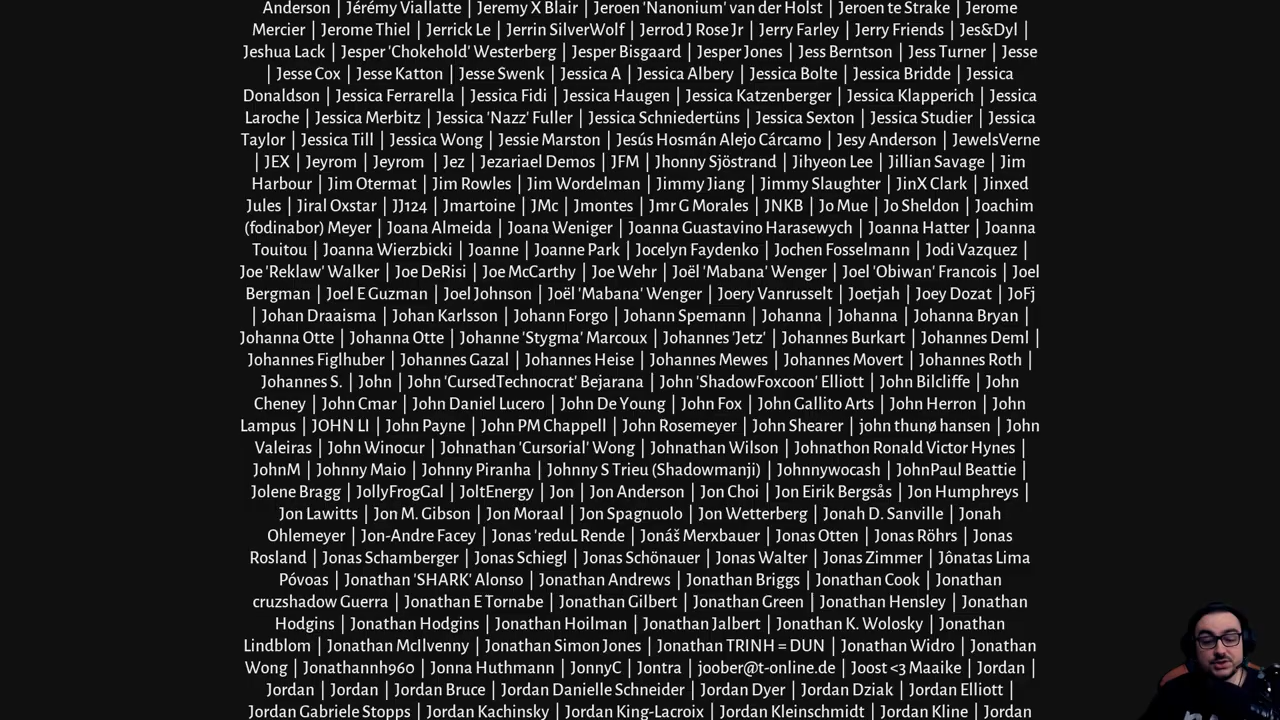 Anderson | Jérémy Viallatte | Jeremy X Blair | Jeroen 'Nanonium' van der Holst | Jeroen te Strake | Jerome
Mercier | Jerome Thiel | Jerrick Le | Jerrin SilverWolf | Jerrod J Rose Jr | Jerry Farley | Jerry Friends | Jes&Dyl |
Jeshua Lack | Jesper 'Chokehold' Westerberg | Jesper Bisgaard | Jesper Jones | Jess Berntson | Jess Turner | Jesse
| Jesse Cox | Jesse Katton | Jesse Swenk | Jessica A | Jessica Albery | Jessica Bolte | Jessica Bridde | Jessica
Donaldson | Jessica Ferrarella | Jessica Fidi | Jessica Haugen | Jessica Katzenberger | Jessica Klapperich | Jessica
Laroche | Jessica Merbitz | Jessica 'Nazz' Fuller | Jessica Schniedertüns | Jessica Sexton | Jessica Studier | Jessica
Taylor | Jessica Till | Jessica Wong | Jessie Marston | Jesús Hosmán Alejo Cárcamo | Jesy Anderson | JewelsVerne
| JEX | Jeyrom | Jeyrom | Jez | Jezariael Demos | JFM | Jhonny Sjöstrand | Jihyeon Lee | Jillian Savage | Jim
Harbour | Jim Otermat | Jim Rowles | Jim Wordelman | Jimmy Jiang | Jimmy Slaughter | JinX Clark | Jinxed
Jules | Jiral Oxstar | JJ124 | Jmartoine | JMc | Jmontes | Jmr G Morales | JNKB | Jo Mue | Jo Sheldon | Joachim
(fodinabor) Meyer | Joana Almeida | Joana Weniger | Joanna Guastavino Harasewych | Joanna Hatter | Joanna
Touitou | Joanna Wierzbicki | Joanne | Joanne Park | Jocelyn Faydenko | Jochen Fosselmann | Jodi Vazquez |
Joe 'Reklaw' Walker | Joe DeRisi | Joe McCarthy | Joe Wehr | Joël 'Mabana' Wenger | Joel 'Obiwan' Francois | Joel
Bergman | Joel E Guzman | Joel Johnson | Joël 'Mabana' Wenger | Joery Vanrusselt | Joetjah | Joey Dozat | JoFj
| Johan Draaisma | Johan Karlsson | Johann Forgo | Johann Spemann | Johanna | Johanna | Johanna Bryan |
Johanna Otte | Johanna Otte | Johanne 'Stygma' Marcoux | Johannes 'Jetz' | Johannes Burkart | Johannes Deml |
Johannes Figlhuber | Johannes Gazal | Johannes Heise | Johannes Mewes | Johannes Movert | Johannes Roth |
Johannes S. | John | John 'CursedTechnocrat' Bejarana | John 'ShadowFoxcoon' Elliott | John Bilcliffe | John
Cheney | John Cmar | John Daniel Lucero | John De Young | John Fox | John Gallito Arts | John Herron | John
Lampus | JOHN LI | John Payne | John PM Chappell | John Rosemeyer | John Shearer | john thunø hansen | John
Valeiras | John Winocur | Johnathan 'Cursorial' Wong | Johnathan Wilson | Johnathon Ronald Victor Hynes |
JohnM | Johnny Maio | Johnny Piranha | Johnny S Trieu (Shadowmanji) | Johnnywocash | JohnPaul Beattie |
Jolene Bragg | JollyFrogGal | JoltEnergy | Jon | Jon Anderson | Jon Choi | Jon Eirik Bergsås | Jon Humphreys |
Jon Lawitts | Jon M. Gibson | Jon Moraal | Jon Spagnuolo | Jon Wetterberg | Jonah D. Sanville | Jonah
Ohlemeyer | Jon-Andre Facey | Jonas 'reduL Rende | Jonáš Merxbauer | Jonas Otten | Jonas Röhrs | Jonas
Rosland | Jonas Schamberger | Jonas Schiegl | Jonas Schönauer | Jonas Walter | Jonas Zimmer | Jônatas Lima
Póvoas | Jonathan 'SHARK' Alonso | Jonathan Andrews | Jonathan Briggs | Jonathan Cook | Jonathan
cruzshadow Guerra | Jonathan E Tornabe | Jonathan Gilbert | Jonathan Green | Jonathan Hensley | Jonathan
Hodgins | Jonathan Hodgins | Jonathan Hoilman | Jonathan Jalbert | Jonathan K. Wolosky | Jonathan
Lindblom | Jonathan McIlvenny | Jonathan Simon Jones | Jonathan TRINH = DUN | Jonathan Widro | Jonathan
Wong | Jonathannh960 | Jonna Huthmann | JonnyC | Jontra | joober@t-online.de | Joost <3 Maaike | Jordan |
Jordan | Jordan | Jordan Bruce | Jordan Danielle Schneider | Jordan Dyer | Jordan Dziak | Jordan Elliott |
Jordan Gabriele Stopps | Jordan Kachinsky | Jordan King-Lacroix | Jordan Kleinschmidt | Jordan Kline | Jordan